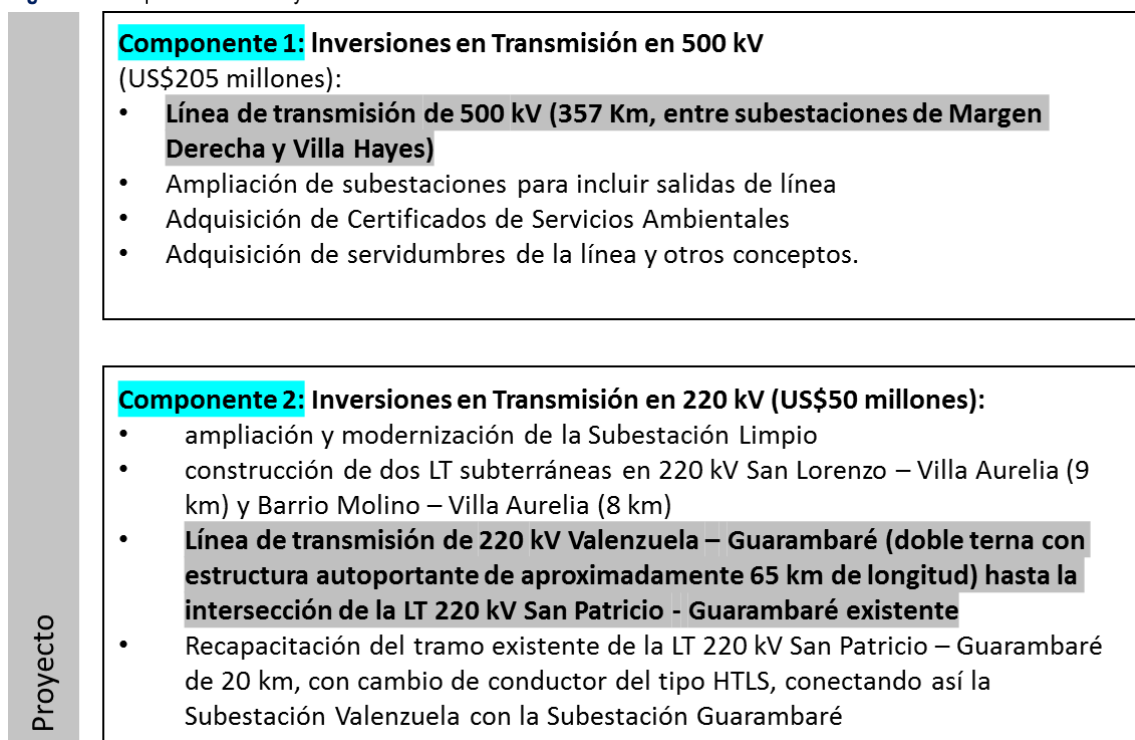 Componente 1: Inversiones en Transmisión en 500 kV
(US$205 millones):
• Línea de transmisión de 500 kV (357 Km, entre subestaciones de Margen
Derecha y Villa Hayes)
• Ampliación de subestaciones para incluir salidas de línea
• Adquisición de Certificados de Servicios Ambientales
• Adquisición de servidumbres de la línea y otros conceptos.
Componente 2: Inversiones en Transmisión en 220 kV (US$50 millones):
• ampliación y modernización de la Subestación Limpio
• construcción de dos LT subterráneas en 220 kV San Lorenzo – Villa Aurelia (9
km) y Barrio Molino – Villa Aurelia (8 km)
• Línea de transmisión de 220 kV Valenzuela – Guarambaré (doble terna con
estructura autoportante de aproximadamente 65 km de longitud) hasta la
intersección de la LT 220 kV San Patricio - Guarambaré existente
• Recapacitación del tramo existente de la LT 220 kV San Patricio – Guarambaré
de 20 km, con cambio de conductor del tipo HTLS, conectando así la
Subestación Valenzuela con la Subestación Guarambaré
Proyecto